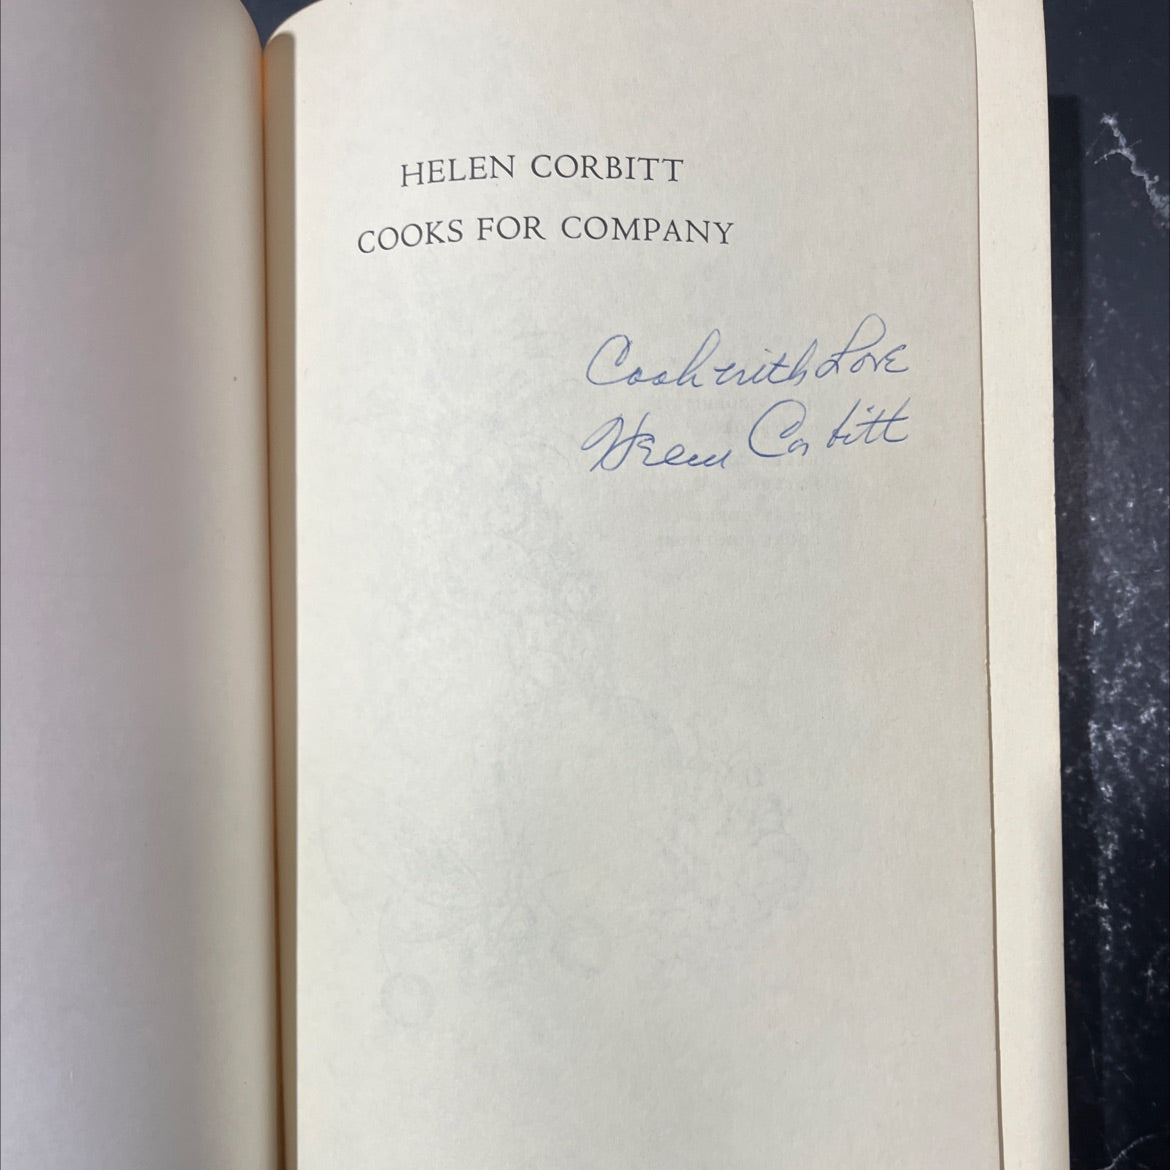 HELEN CORBITT
COOKS FOR COMPANY
Cook with Love
Helen Corbitt